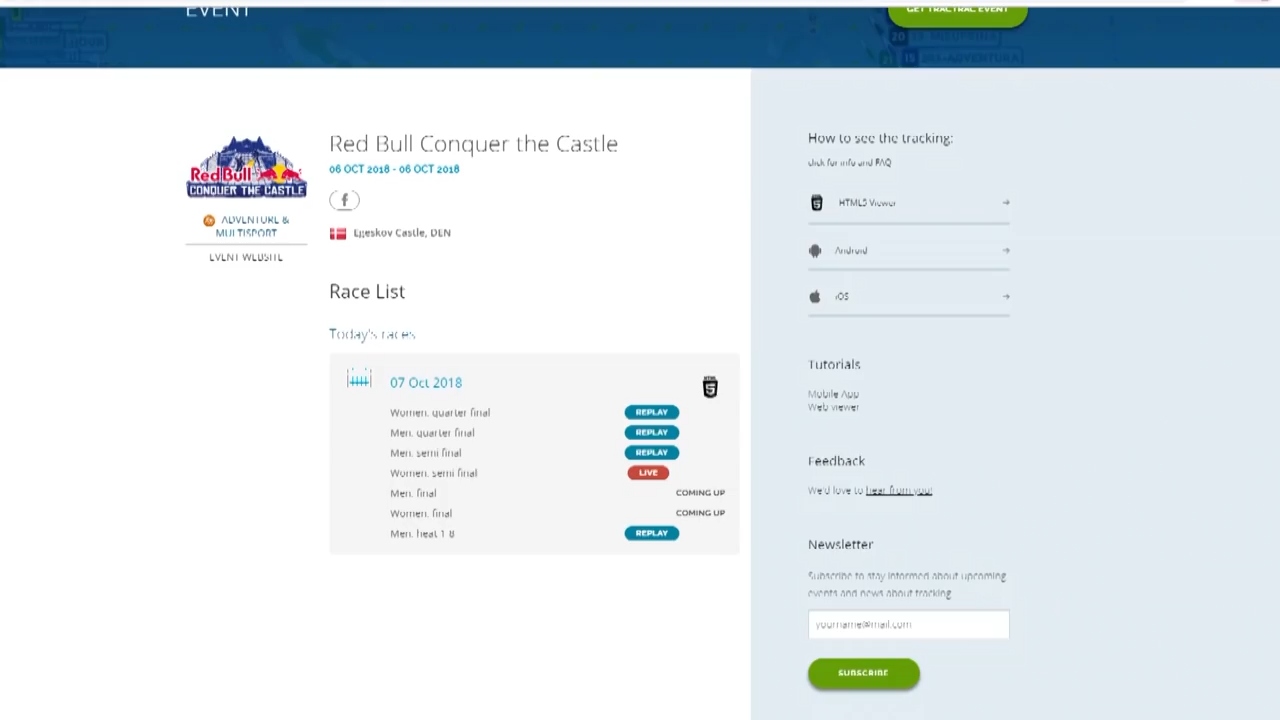 EVENT
GET TRACTRAC EVENT
Red Bull
CONQUER THE CASTLE
ADVENTURE &
MULTISPORT
EVENT WEBSITE
Red Bull Conquer the Castle
06 OCT 2018 - 06 OCT 2018
Egeskov Castle, DEN
Race List
Today's races
07 Oct 2018
Women. quarter final REPLAY
Men. quarter final REPLAY
Men. semi final REPLAY
Women. semi final LIVE
Men. final COMING UP
Women. final COMING UP
Men. heat 1-8 REPLAY
How to see the tracking:
click for info and FAQ
HTML5 Viewer
Android
iOS
Tutorials
Mobile App
Web viewer
Feedback
We'd love to hear from you!
Newsletter
Subscribe to stay informed about upcoming
events and news about tracking
yourname@mail.com
SUBSCRIBE